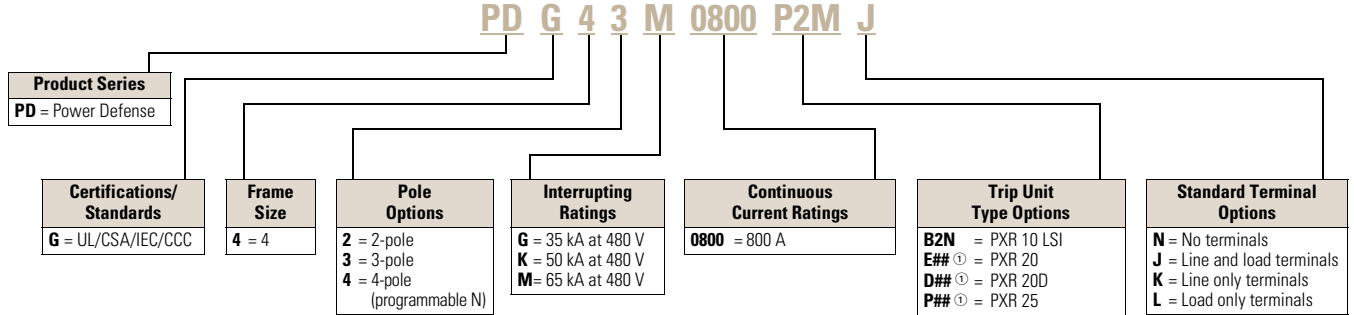 PD G 4 3 M 0800 P2M J
Product Series
PD = Power Defense
Certifications/
Standards
G = UL/CSA/IEC/CCC
Frame
Size
4 = 4
Pole
Options
2 = 2-pole
3 = 3-pole
4 = 4-pole
(programmable N)
Interrupting
Ratings
G = 35 kA at 480 V
K = 50 kA at 480 V
M= 65 kA at 480 V
Continuous
Current Ratings
0800 = 800 A
Trip Unit
Type Options
B2N = PXR 10 LSI
E## ① = PXR 20
D## ① = PXR 20D
P## ① = PXR 25
Standard Terminal
Options
N = No terminals
J = Line and load terminals
K = Line only terminals
L = Load only terminals